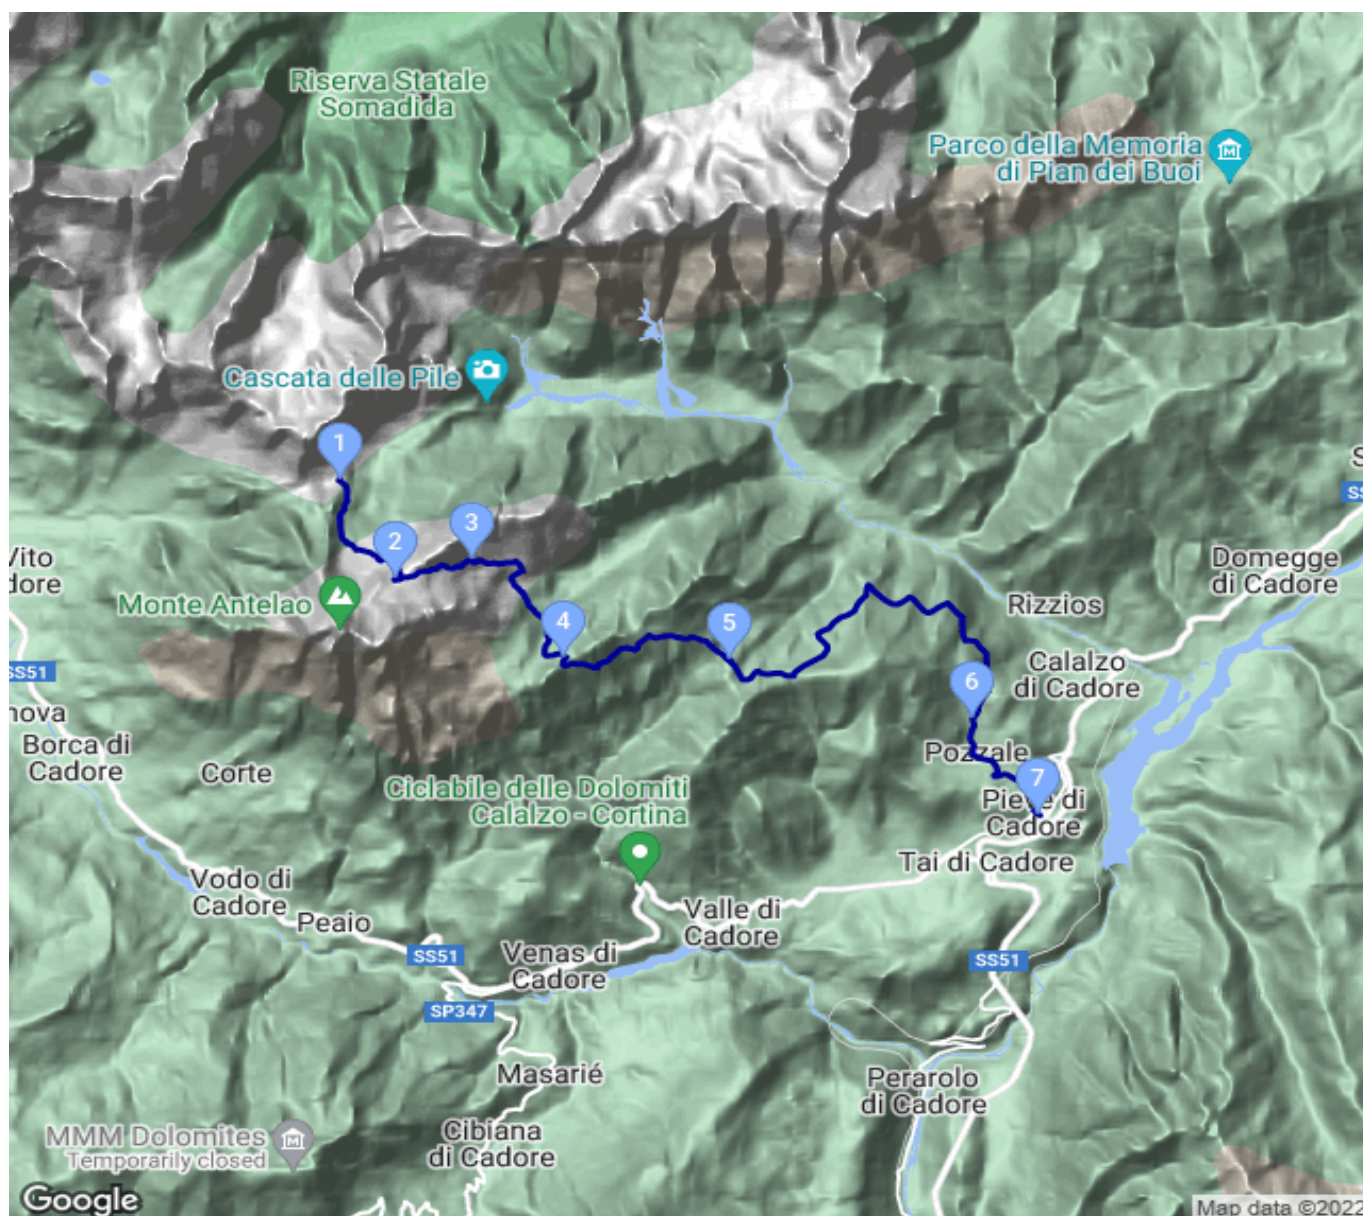 Riserva Statale
Somadida
Parco della Memoria
di Pian dei Buoi
M
Cascata delle Pile
1
2
3
S
SS
Vito
dore
Monte Antelao
4
5
Domegge
di Cadore
Rizzios
SS51
nova
6
Calalzo
di Cadore
Borca di
Cadore
Corte
Pozzale
Ciclabile delle Dolomiti
Calalzo - Cortina
7
Pieve di
Cadore
Tai di Cadore
Vodo di
Cadore
Peaio
Valle di
Cadore
SS51
Venas di
Cadore
SS51
SP347
Masarié
Perarolo
di Cadore
MMM Dolomites
Temporarily closed
M
Cibiana
di Cadore
Google
Map data ©2022